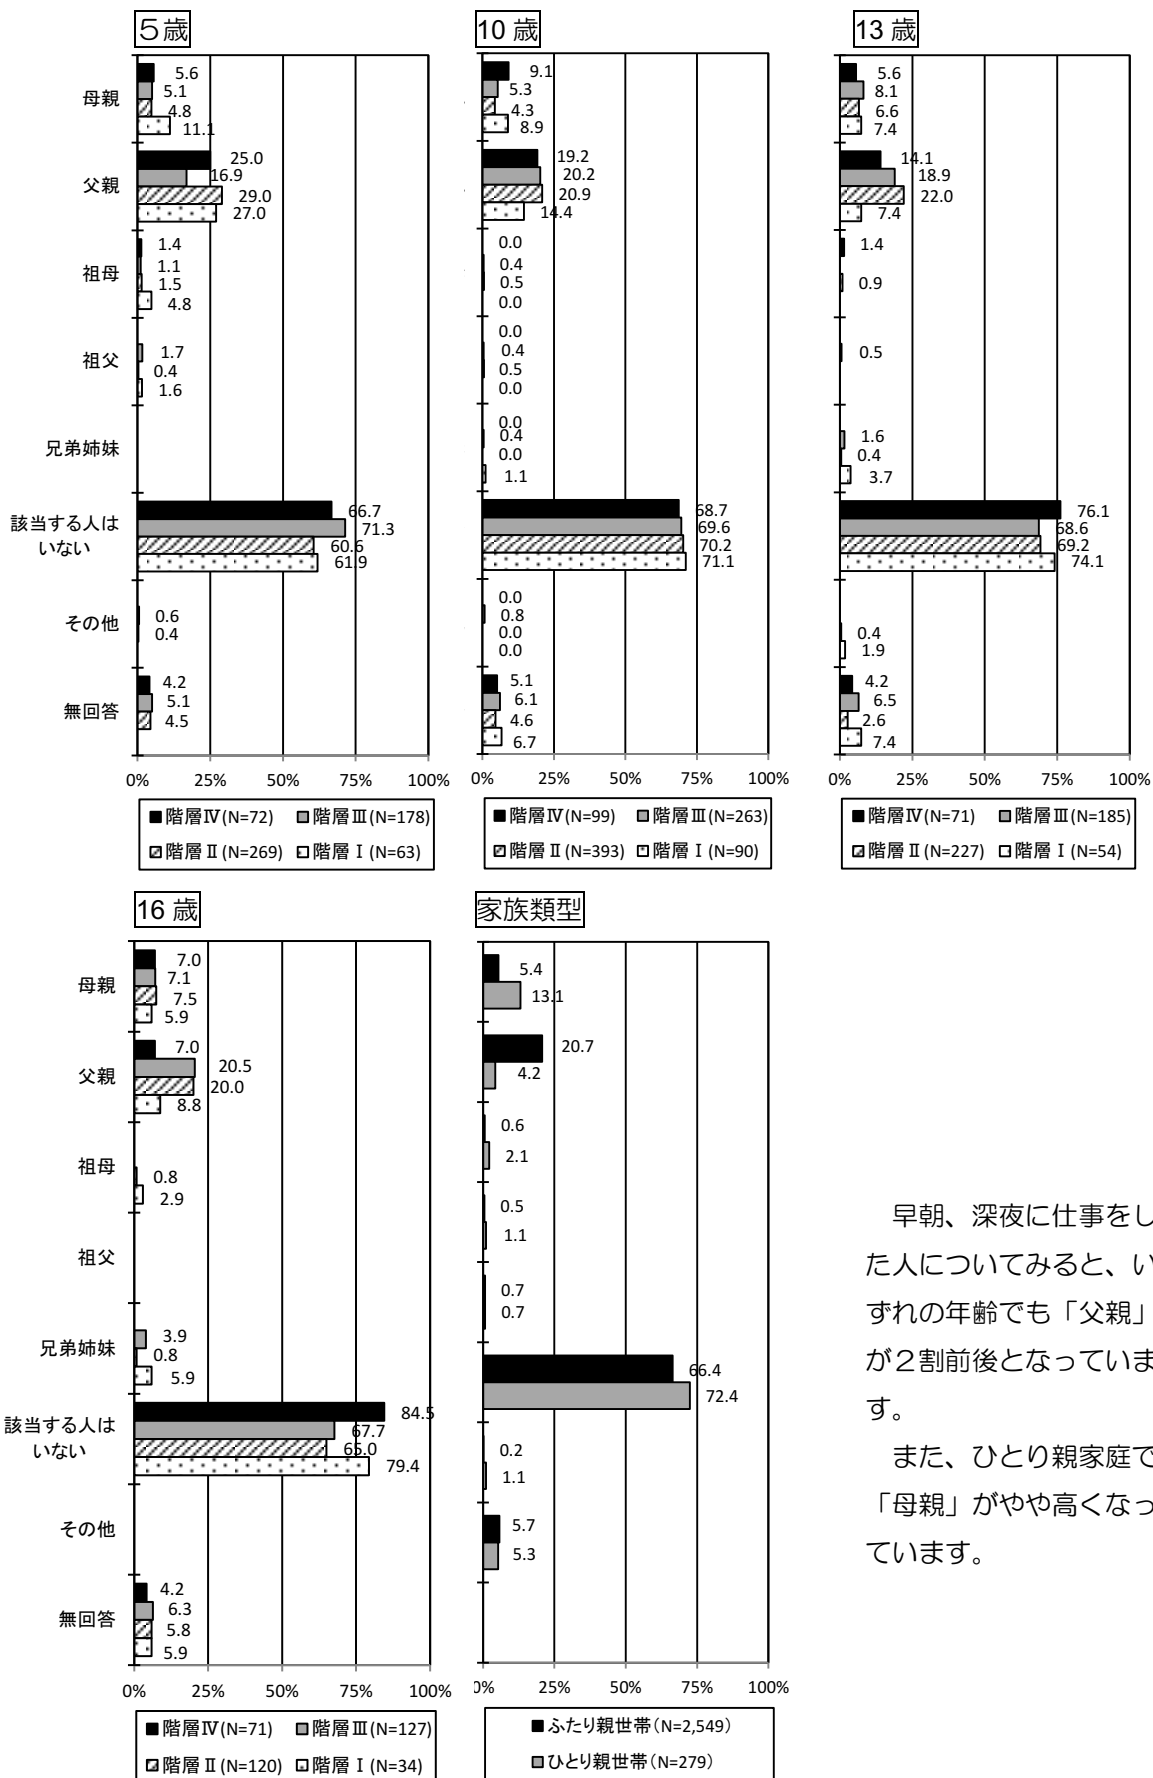 5歳
母親
父親
祖母
祖父
兄弟姉妹
該当する人は
いない
その他
無回答
5.6
5.1
4.8
11.1
25.0
16.9
29.0
27.0
1.4
1.1
1.5
4.8
1.7
0.4
1.6
66.7
71.3
60.6
61.9
0.6
0.4
4.2
5.1
4.5
0% 25% 50% 75% 100%
■階層Ⅳ(N=72) 階層Ⅲ(N=178)
階層Ⅱ(N=269) 階層Ⅰ(N=63)
10歳
9.1
5.3
4.3
8.9
19.2
20.2
20.9
14.4
0.0
0.4
0.5
0.0
0.0
0.4
0.5
0.0
0.0
0.4
0.0
1.1
68.7
69.6
70.2
71.1
0.0
0.8
0.0
0.0
5.1
6.1
4.6
6.7
0% 25% 50% 75% 100%
■階層Ⅳ(N=99) 階層Ⅲ(N=263)
階層Ⅱ(N=393) 階層Ⅰ(N=90)
13歳
5.6
8.1
6.6
7.4
14.1
18.9
22.0
7.4
1.4
0.9
0.5
1.6
0.4
3.7
76.1
68.6
69.2
74.1
0.4
1.9
4.2
6.5
2.6
7.4
0% 25% 50% 75% 100%
■階層Ⅳ(N=71) 階層Ⅲ(N=185)
階層Ⅱ(N=227) 階層Ⅰ(N=54)
16歳
母親
父親
祖母
祖父
兄弟姉妹
該当する人は
いない
その他
無回答
7.0
7.1
7.5
5.9
7.0
20.5
20.0
8.8
0.8
2.9
3.9
0.8
5.9
84.5
67.7
65.0
79.4
4.2
6.3
5.8
5.9
0% 25% 50% 75% 100%
■階層Ⅳ(N=71) 階層Ⅲ(N=127)
階層Ⅱ(N=120) 階層Ⅰ(N=34)
家族類型
5.4
13.1
20.7
4.2
0.6
2.1
0.5
1.1
0.7
0.7
66.4
72.4
0.2
1.1
5.7
5.3
0% 25% 50% 75% 100%
■ふたり親世帯(N=2,549)
ひとり親世帯(N=279)
早朝、深夜に仕事をし
た人についてみると、い
ずれの年齢でも「父親」
が2割前後となっていま
す。
また、ひとり親家庭で
「母親」がやや高くなっ
ています。